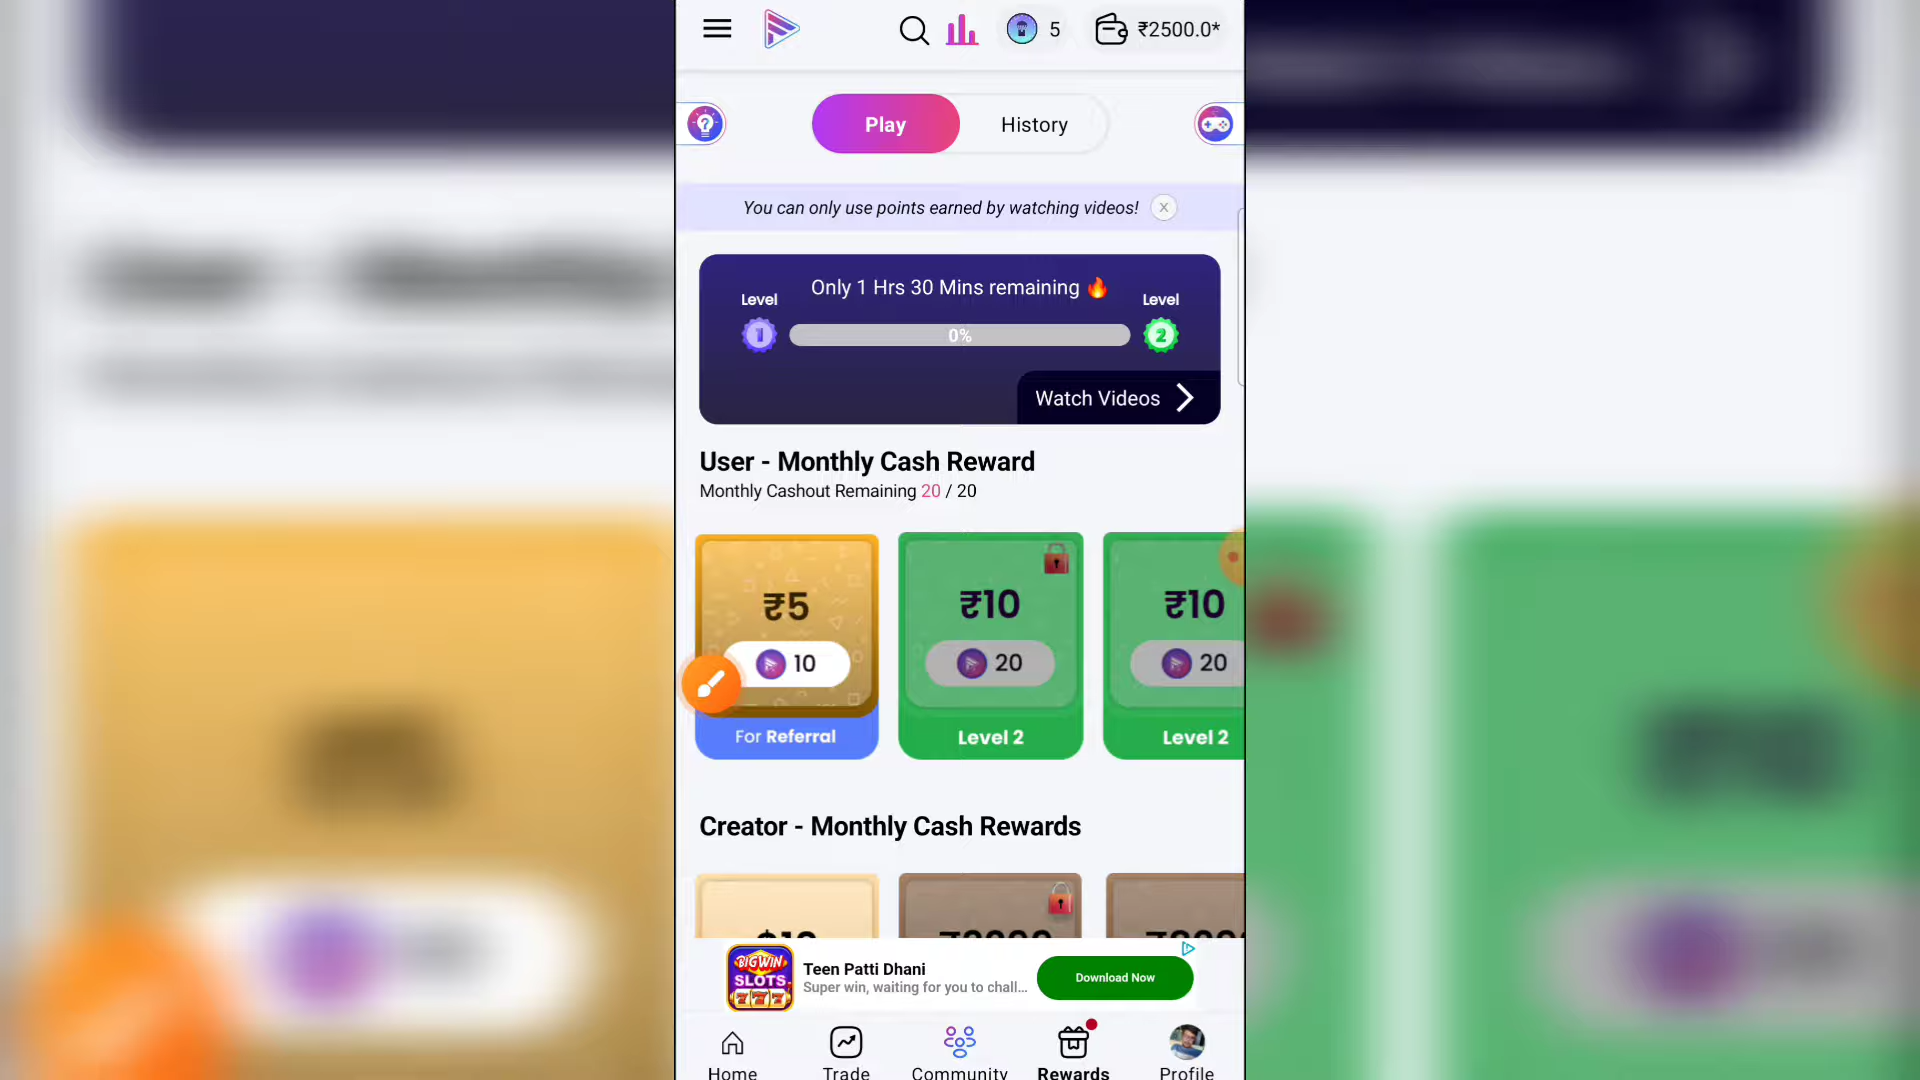 5
₹2500.0*
Play
History
You can only use points earned by watching videos!
X
Only 1 Hrs 30 Mins remaining 🔥
Level
Level
1
0%
2
Watch Videos
User - Monthly Cash Reward
Monthly Cashout Remaining 20 / 20
₹5
₹10
₹10
10
20
20
For Referral
Level 2
Level 2
Creator - Monthly Cash Rewards
BIGWIN
SLOTS
777
Teen Patti Dhani
Super win, waiting for you to chall...
Download Now
Home
Trade
Community
Rewards
Profile